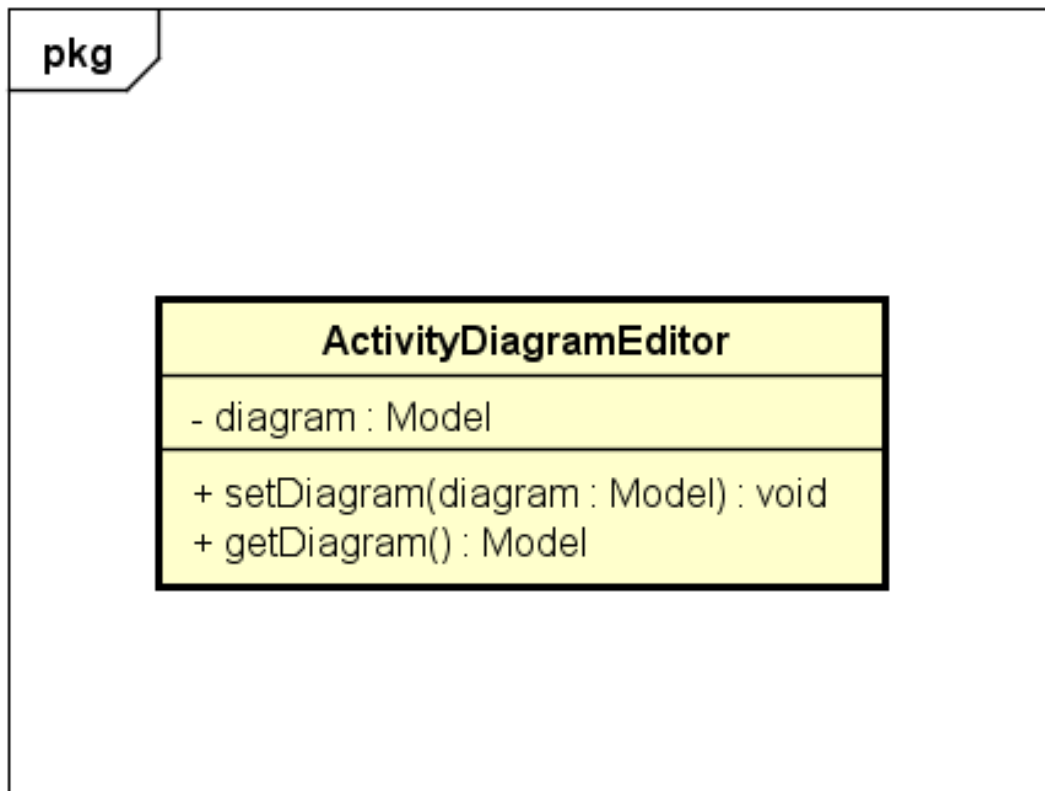 pkg
ActivityDiagramEditor
- diagram : Model
+ setDiagram(diagram : Model) : void
+ getDiagram() : Model